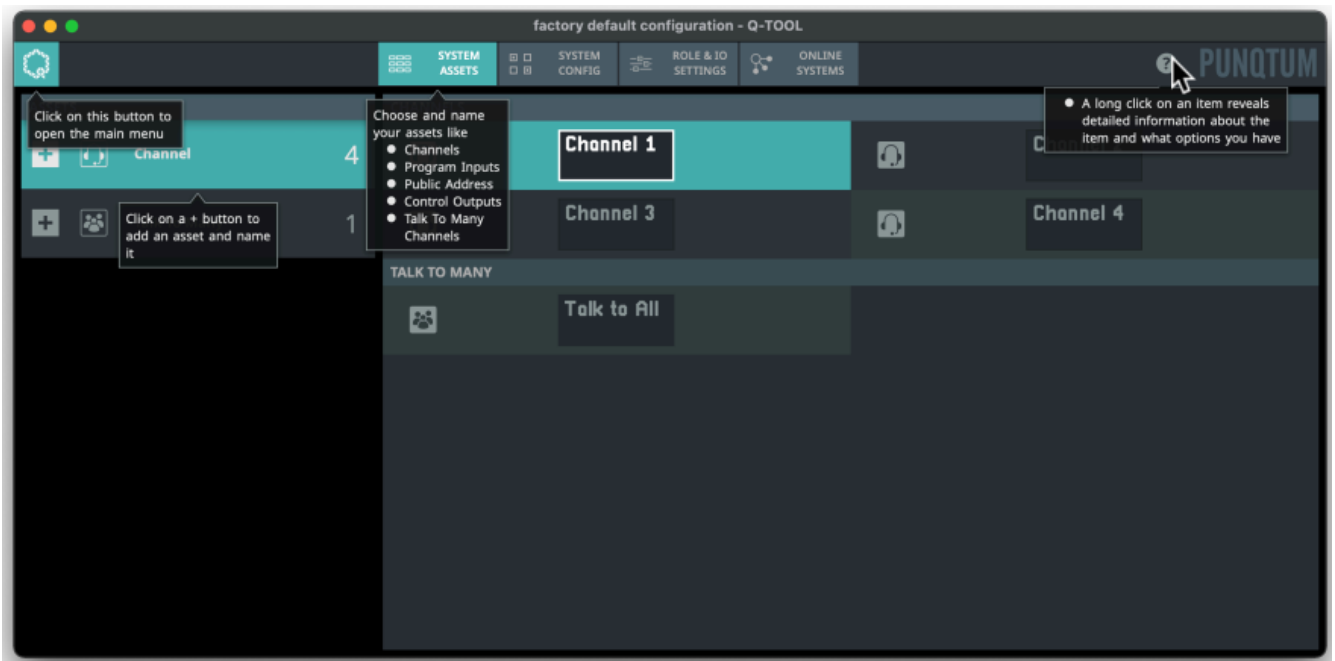 factory default configuration - Q-TOOL
SYSTEM
ASSETS
SYSTEM
CONFIG
ROLE & IO
SETTINGS
ONLINE
SYSTEMS
?
PUNQTUM
Click on this button to
open the main menu
Choose and name
your assets like
● Channels
● Program Inputs
● Public Address
● Control Outputs
● Talk To Many
Channels
● A long click on an item reveals
detailed information about the
item and what options you have
+
Channel
4
Channel 1
+
Click on a + button to
add an asset and name
it
1
Channel 3
Channel 4
TALK TO MANY
Talk to All